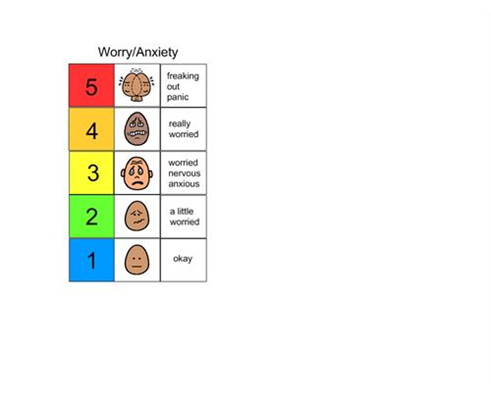 Worry/Anxiety
5
freaking
out
panic
4
really
worried
3
worried
nervous
anxious
2
a little
worried
1
okay